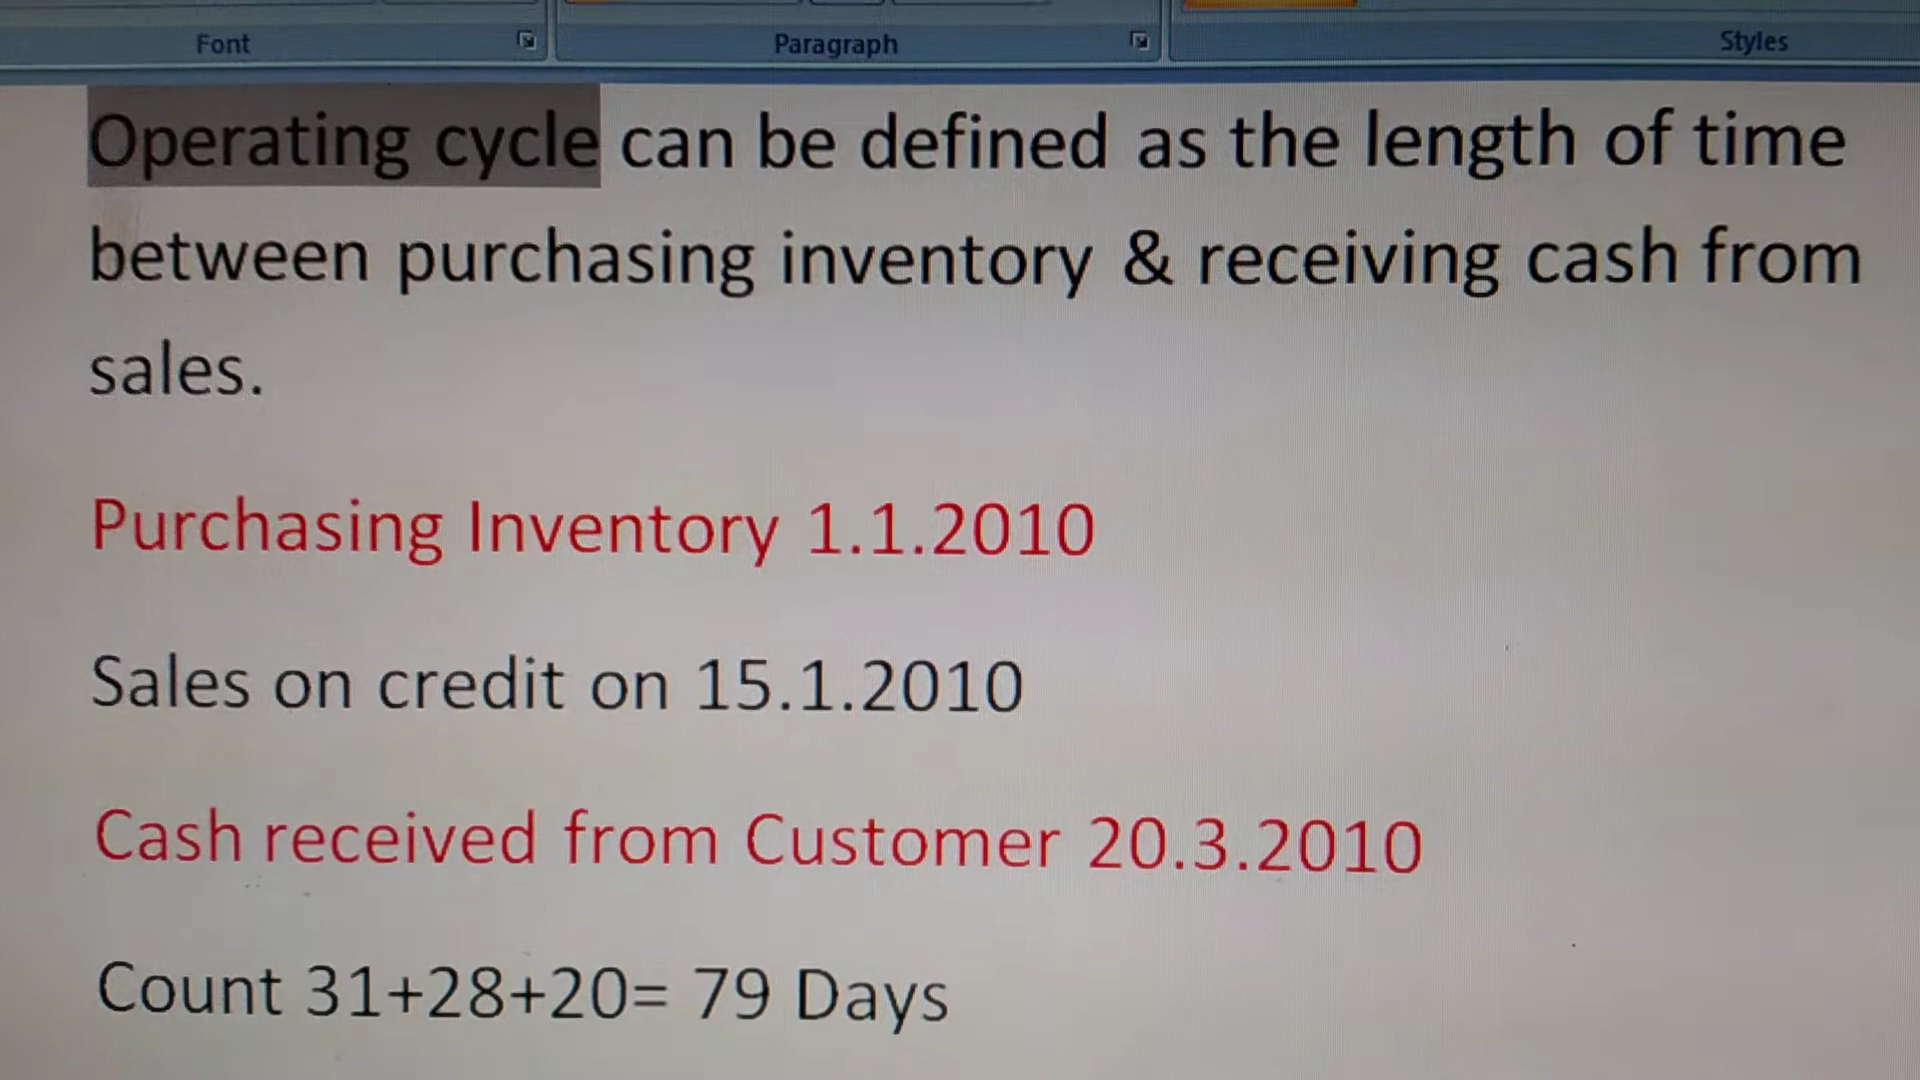 Font Paragraph Styles
Operating cycle can be defined as the length of time
between purchasing inventory & receiving cash from
sales.
Purchasing Inventory 1.1.2010
Sales on credit on 15.1.2010
Cash received from Customer 20.3.2010
Count 31+28+20= 79 Days